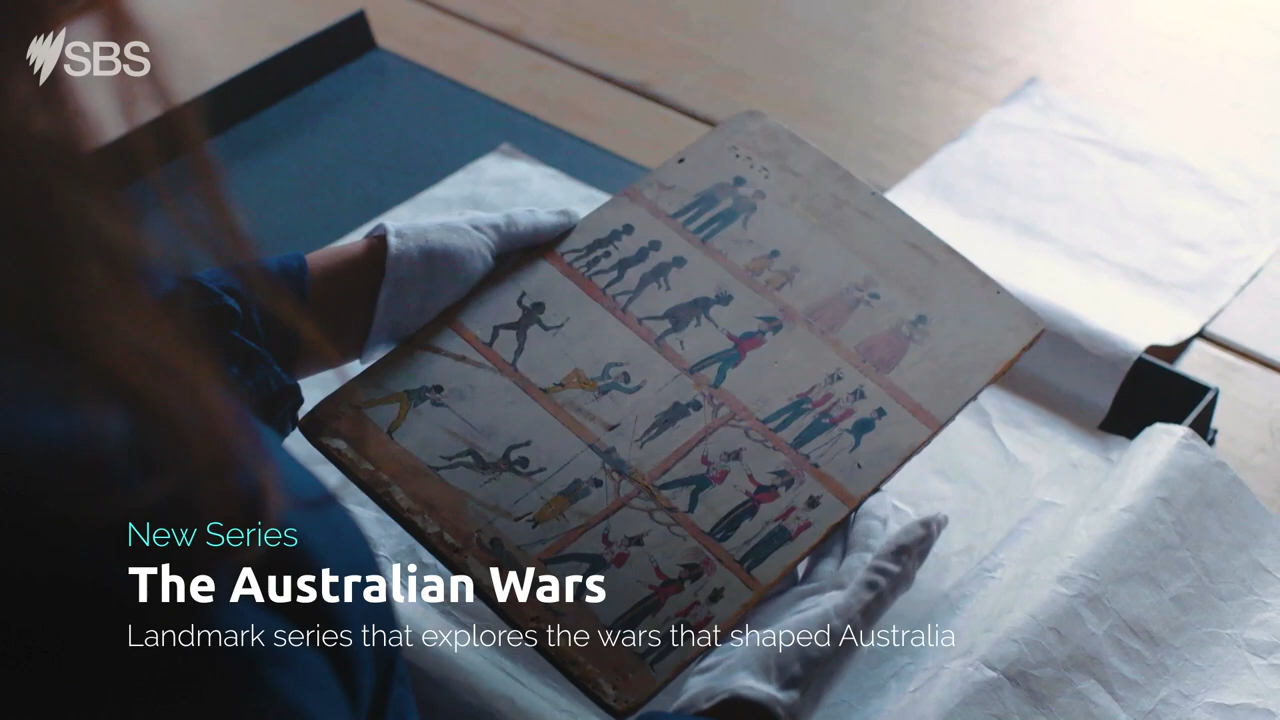 SBS
New Series
The Australian Wars
Landmark series that explores the wars that shaped Australia